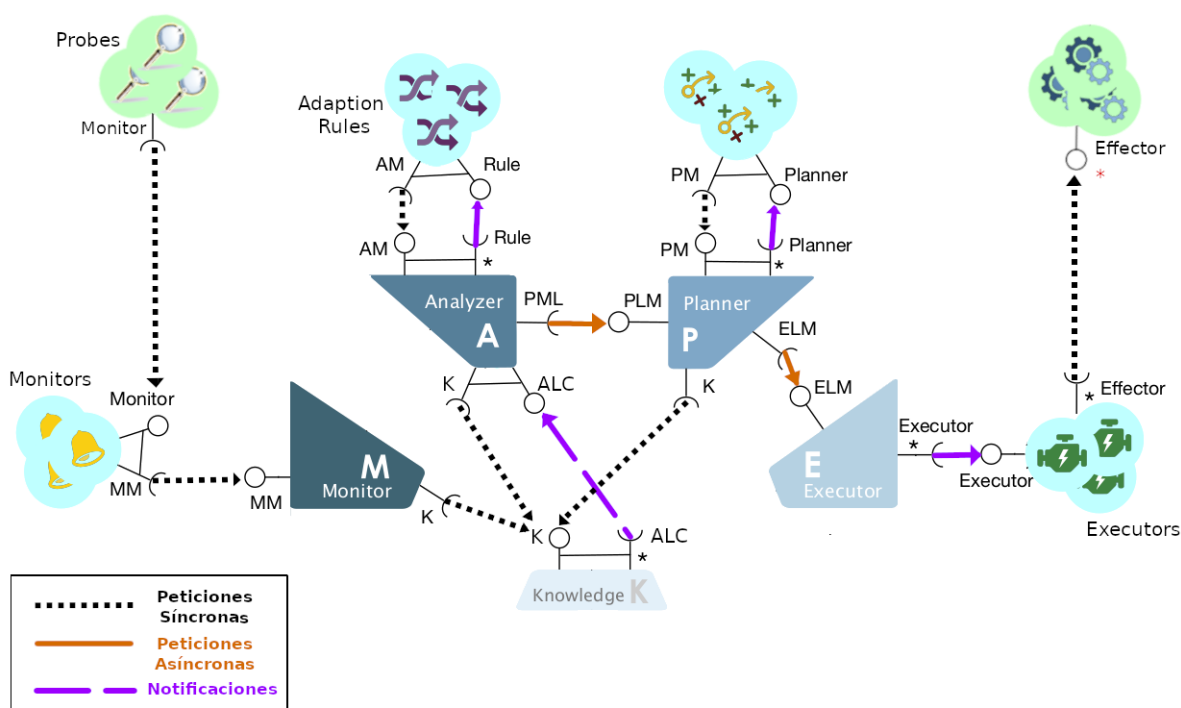 Probes
Monitor
Adaption
Rules
AM
Rule
AM
Rule
*
PM
Planner
PM
Planner
*
Effector
*
Analyzer
A
PML
PLM
Planner
P
ELM
ELM
K
ALC
K
Monitors
Monitor
MM
MM
M
Monitor
K
K
ALC
*
Knowledge K
E
Executor
Executor
*
Executor
* Effector
Executors
Peticiones
Síncronas
Peticiones
Asíncronas
Notificaciones